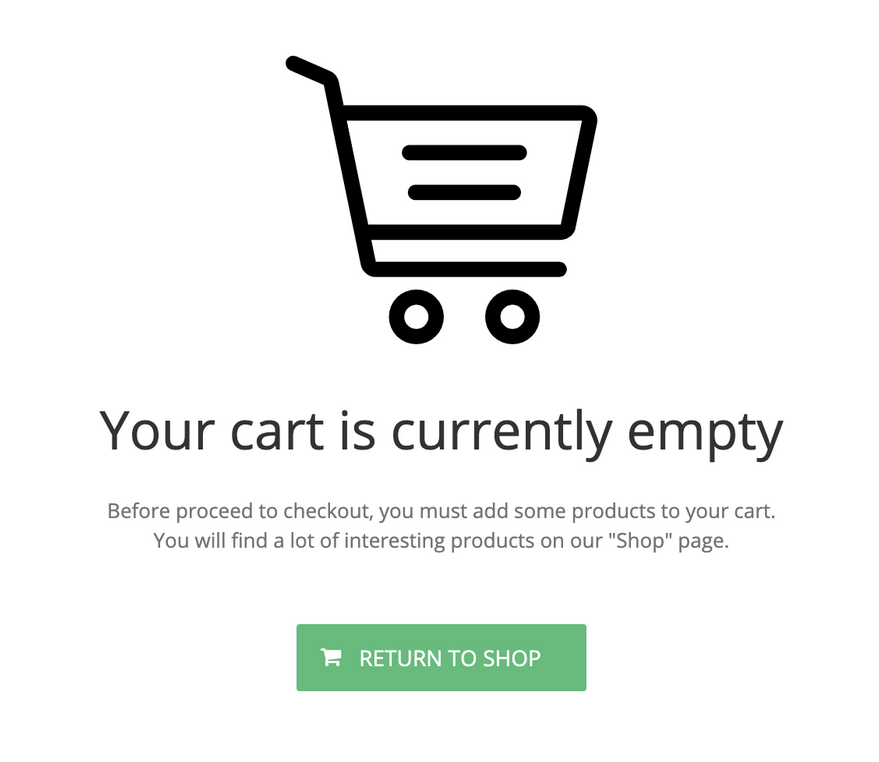 Your cart is currently empty
Before proceed to checkout, you must add some products to your cart.
You will find a lot of interesting products on our "Shop" page.
RETURN TO SHOP